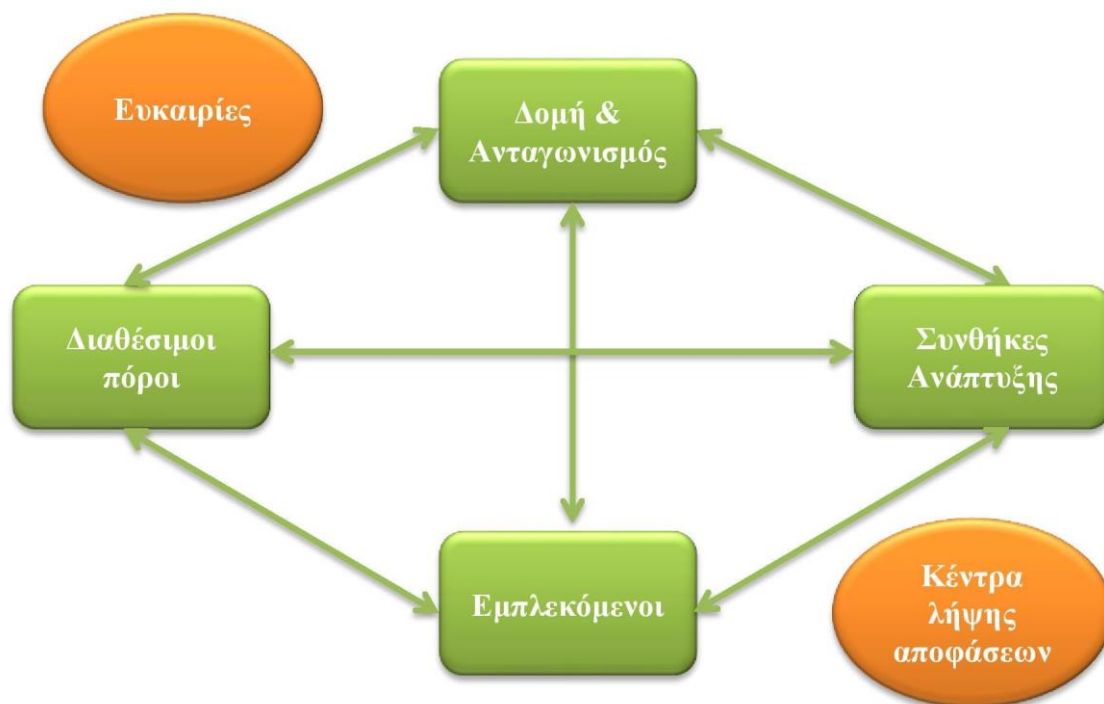 Ευκαιρίες
Δομή &
Ανταγωνισμός
Διαθέσιμοι
πόροι
Συνθήκες
Ανάπτυξης
Εμπλεκόμενοι
Κέντρα
λήψης
αποφάσεων